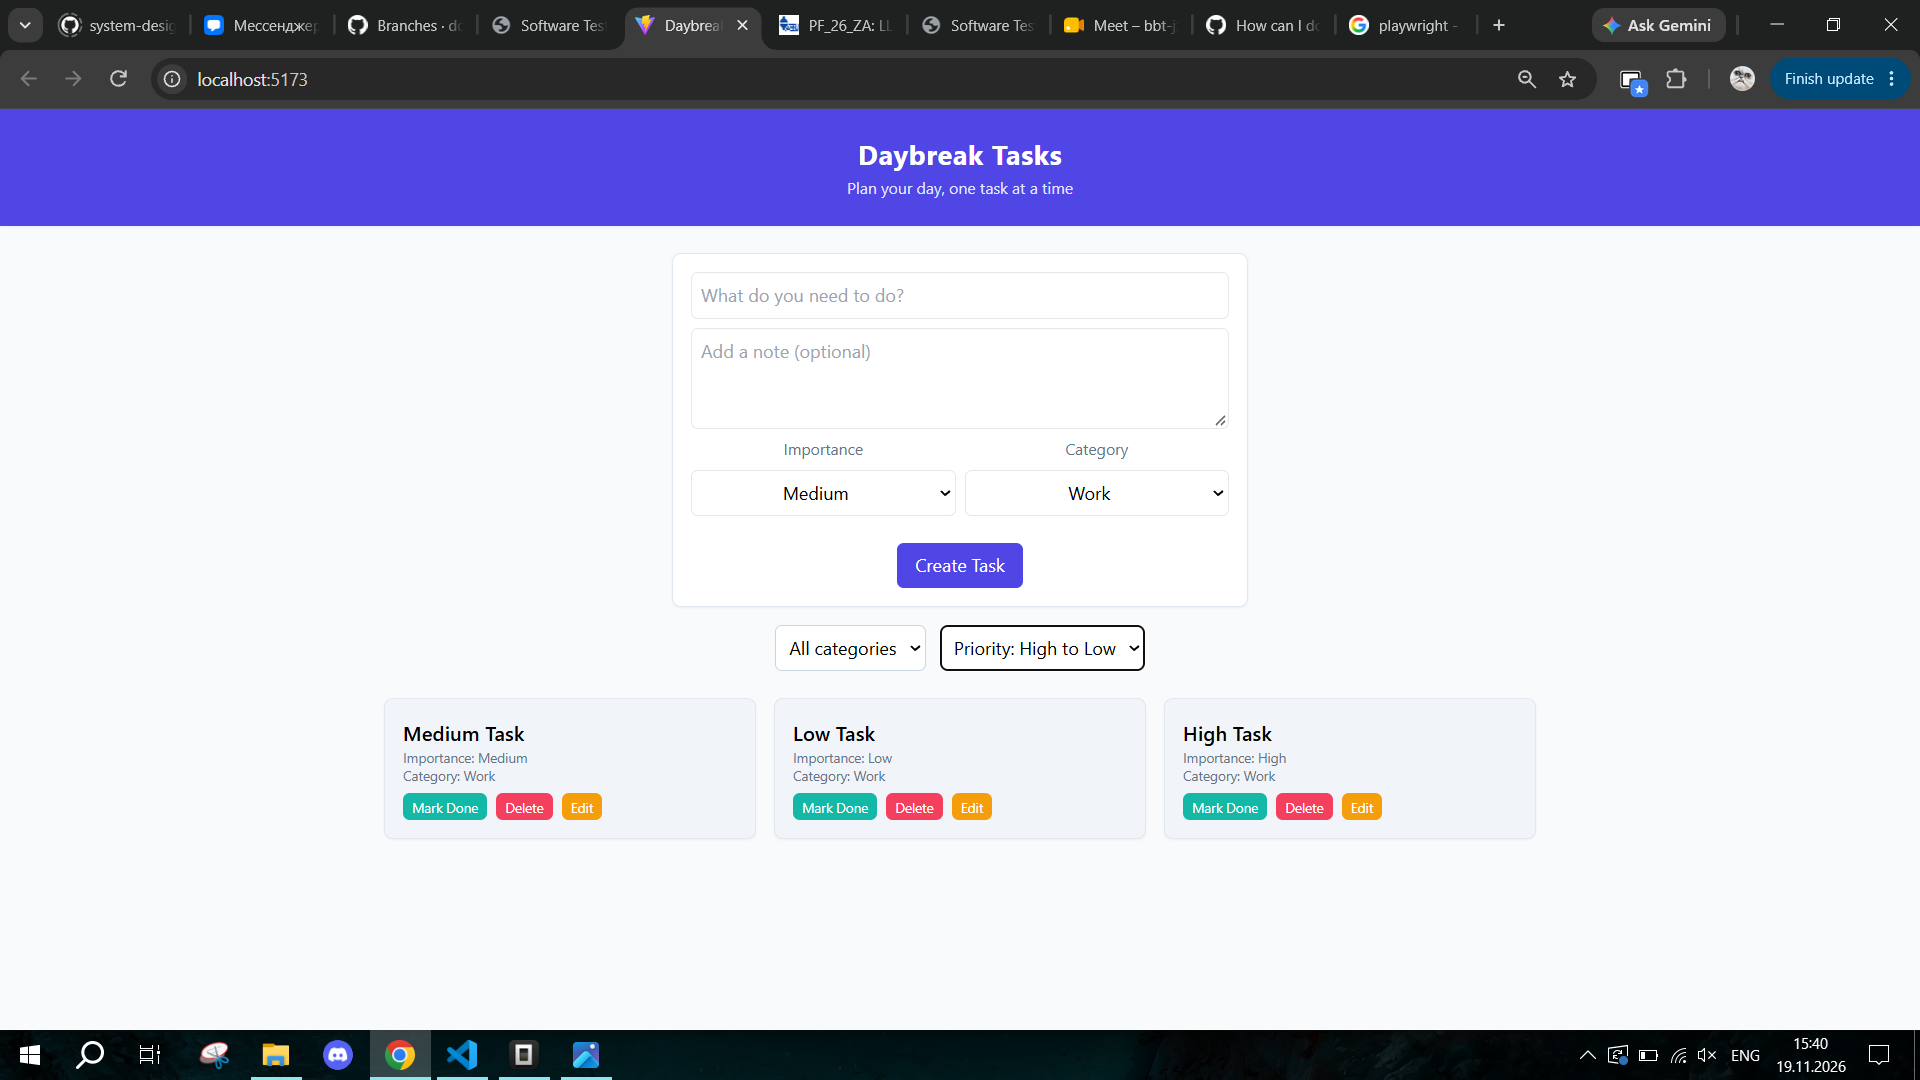 system-desig
Мессенджер
Branches · do
Software Tes
Daybrea
PF_26_ZA: LL
Software Tes
Meet – bbt-j
How can I do
playwright -
Ask Gemini
localhost:5173
Finish update
Daybreak Tasks
Plan your day, one task at a time
What do you need to do?
Add a note (optional)
Importance Category
Medium Work
Create Task
All categories Priority: High to Low
Medium Task
Importance: Medium
Category: Work
Mark Done Delete Edit
Low Task
Importance: Low
Category: Work
Mark Done Delete Edit
High Task
Importance: High
Category: Work
Mark Done Delete Edit
ENG
15:40
19.11.2026